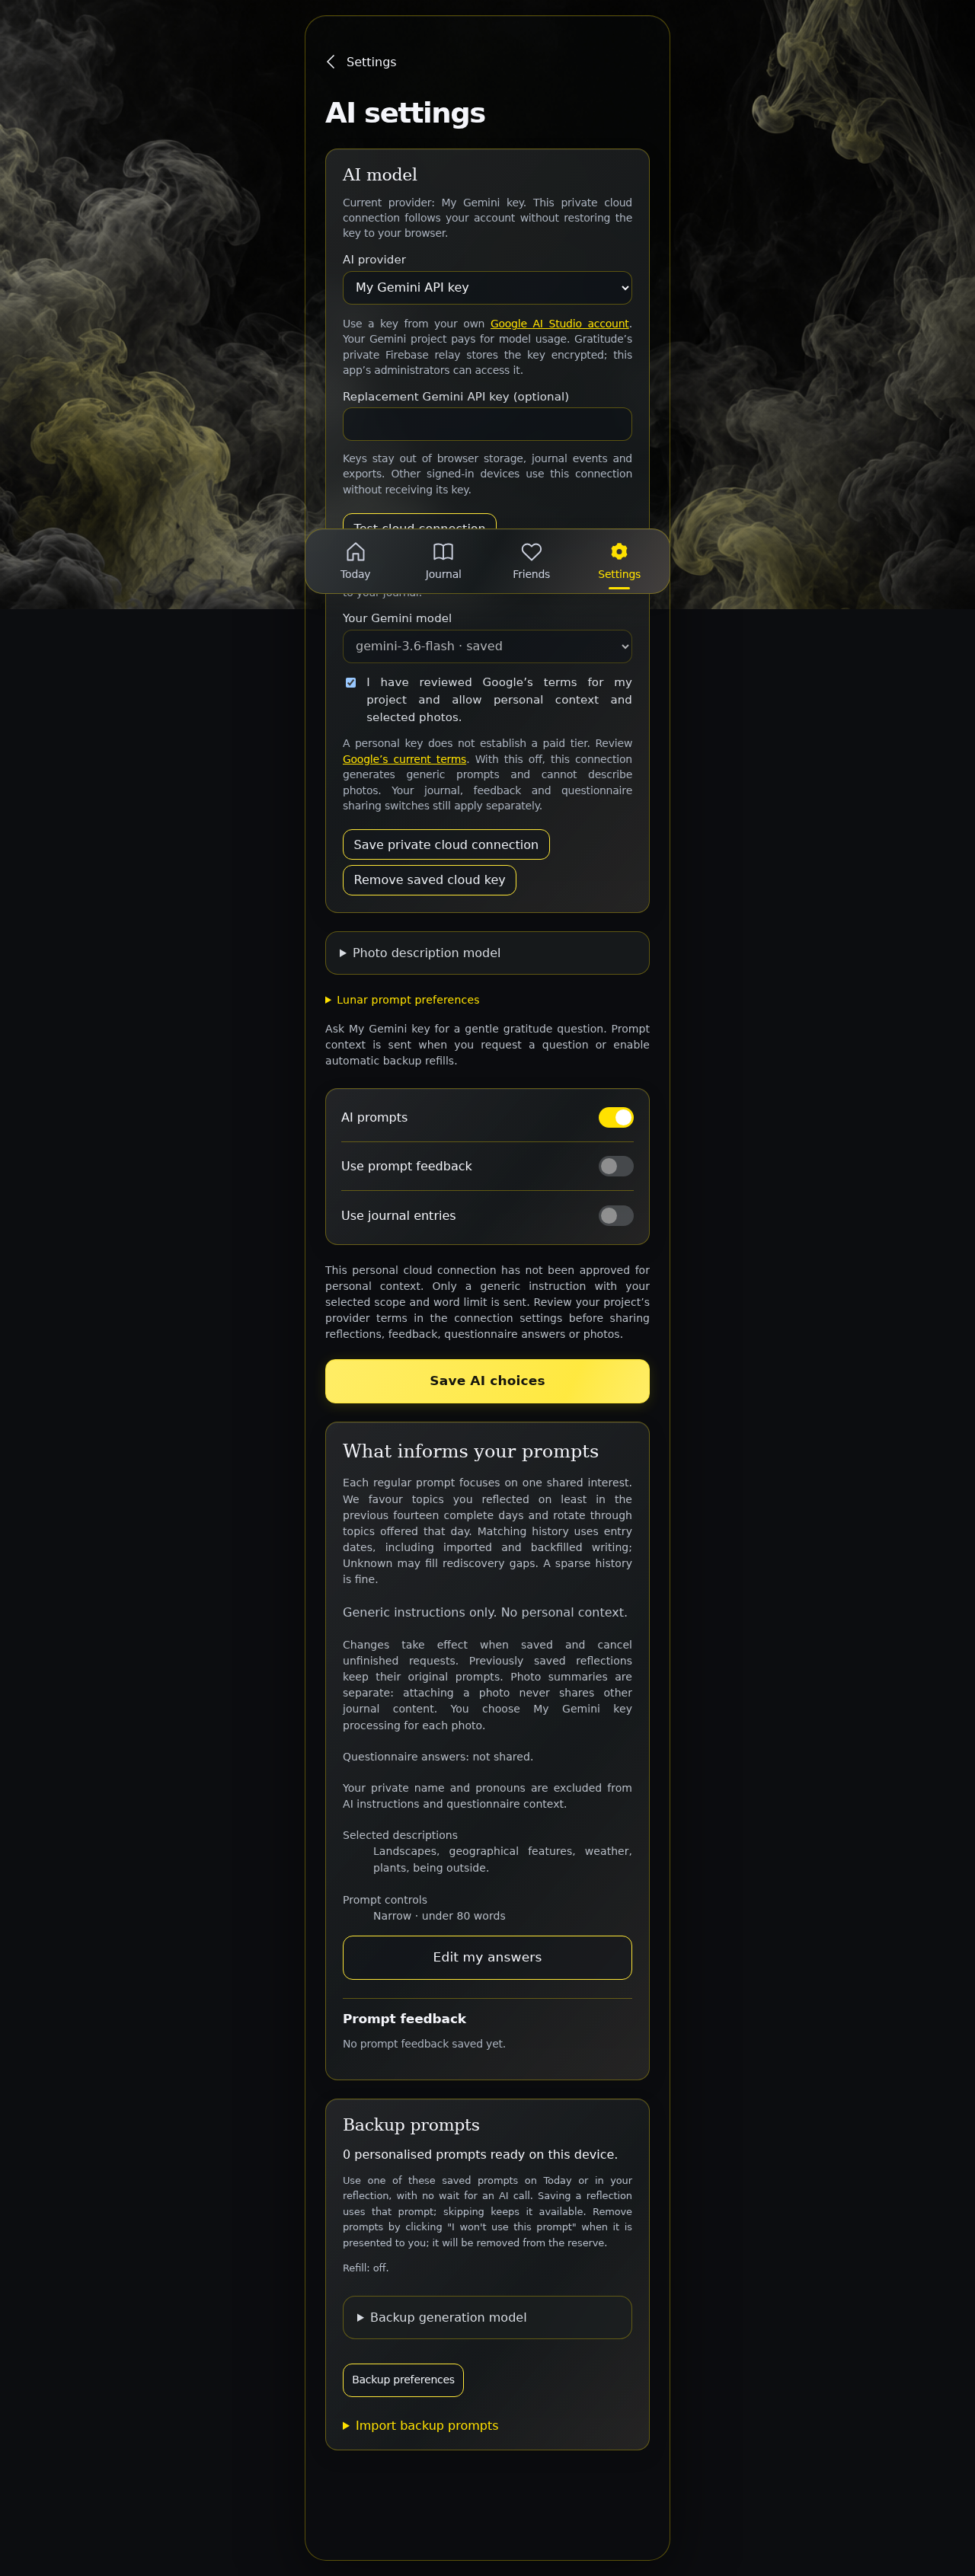 Settings
AI settings
AI model
Current provider: My Gemini key. This private cloud
connection follows your account without restoring the
key to your browser.
AI provider
My Gemini API key
Use a key from your own Google AI Studio account.
Your Gemini project pays for model usage. Gratitude’s
private Firebase relay stores the key encrypted; this
app’s administrators can access it.
Replacement Gemini API key (optional)
Keys stay out of browser storage, journal events and
exports. Other signed-in devices use this connection
without receiving its key.
Test cloud connection
Today
Journal
Friends
Settings
to your journal.
Your Gemini model
gemini-3.6-flash · saved
I have reviewed Google’s terms for my
project and allow personal context and
selected photos.
A personal key does not establish a paid tier. Review
Google’s current terms. With this off, this connection
generates generic prompts and cannot describe
photos. Your journal, feedback and questionnaire
sharing switches still apply separately.
Save private cloud connection
Remove saved cloud key
Photo description model
Lunar prompt preferences
Ask My Gemini key for a gentle gratitude question. Prompt
context is sent when you request a question or enable
automatic backup refills.
AI prompts
Use prompt feedback
Use journal entries
This personal cloud connection has not been approved for
personal context. Only a generic instruction with your
selected scope and word limit is sent. Review your project’s
provider terms in the connection settings before sharing
reflections, feedback, questionnaire answers or photos.
Save AI choices
What informs your prompts
Each regular prompt focuses on one shared interest.
We favour topics you reflected on least in the
previous fourteen complete days and rotate through
topics offered that day. Matching history uses entry
dates, including imported and backfilled writing;
Unknown may fill rediscovery gaps. A sparse history
is fine.
Generic instructions only. No personal context.
Changes take effect when saved and cancel
unfinished requests. Previously saved reflections
keep their original prompts. Photo summaries are
separate: attaching a photo never shares other
journal content. You choose My Gemini key
processing for each photo.
Questionnaire answers: not shared.
Your private name and pronouns are excluded from
AI instructions and questionnaire context.
Selected descriptions
Landscapes, geographical features, weather,
plants, being outside.
Prompt controls
Narrow · under 80 words
Edit my answers
Prompt feedback
No prompt feedback saved yet.
Backup prompts
0 personalised prompts ready on this device.
Use one of these saved prompts on Today or in your
reflection, with no wait for an AI call. Saving a reflection
uses that prompt; skipping keeps it available. Remove
prompts by clicking "I won't use this prompt" when it is
presented to you; it will be removed from the reserve.
Refill: off.
Backup generation model
Backup preferences
Import backup prompts